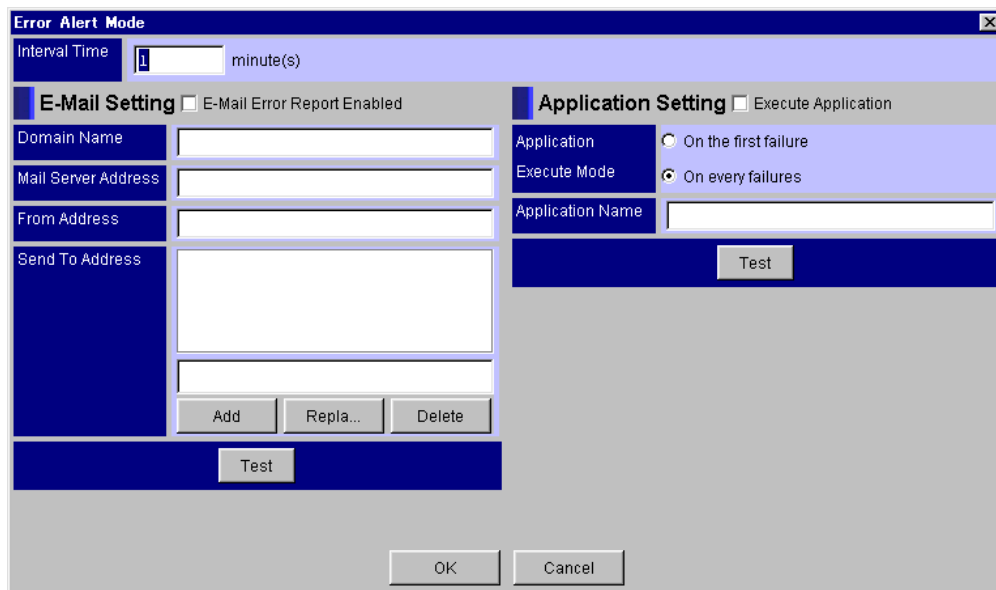 Error Alert Mode
Interval Time 1 minute(s)
E-Mail Setting E-Mail Error Report Enabled
Domain Name
Mail Server Address
From Address
Send To Address
Add Repla... Delete
Test
Application Setting Execute Application
Application
Execute Mode
On the first failure
On every failures
Application Name
Test
OK Cancel